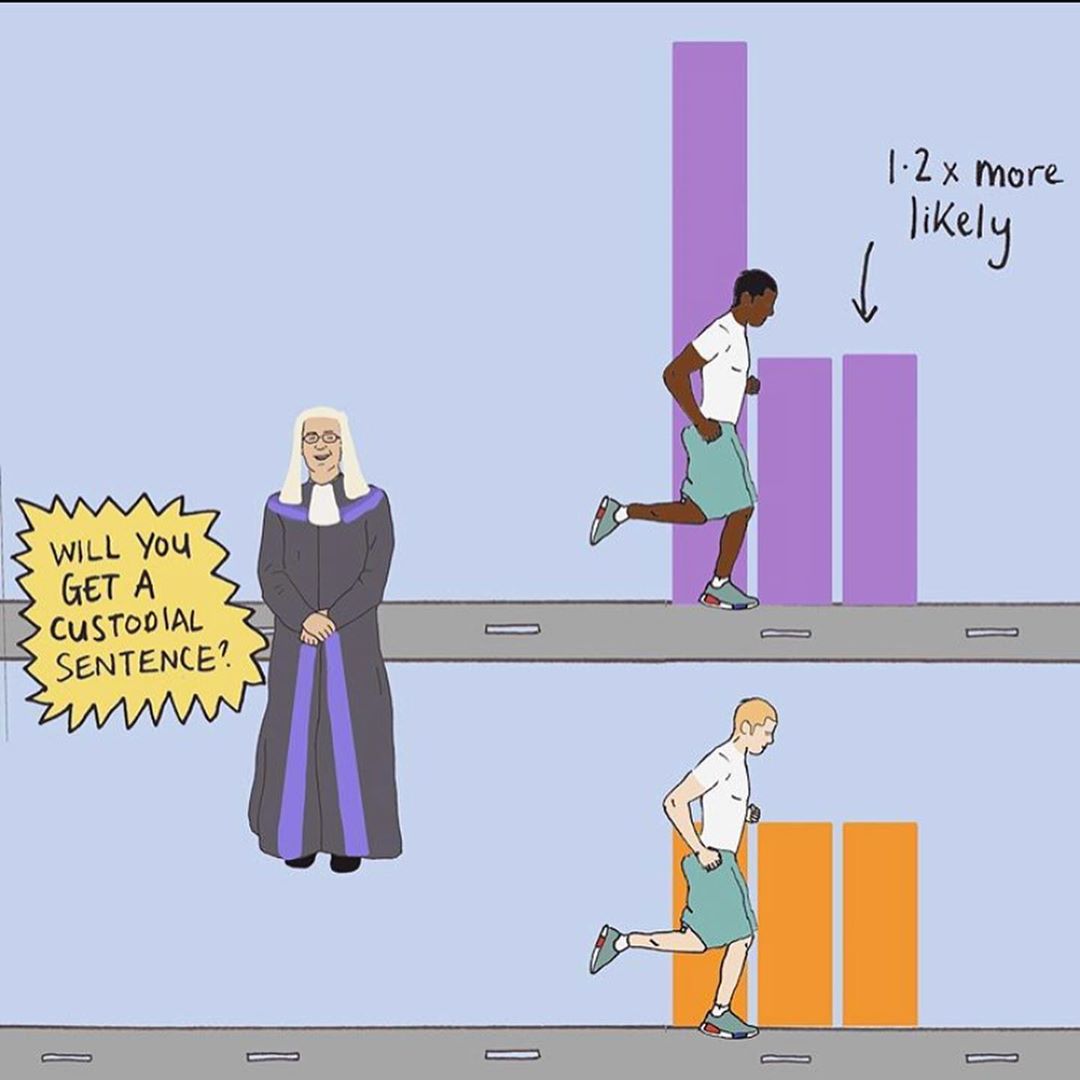 1.2 x more
likely
WILL YOU
GET A
CUSTODIAL
SENTENCE?